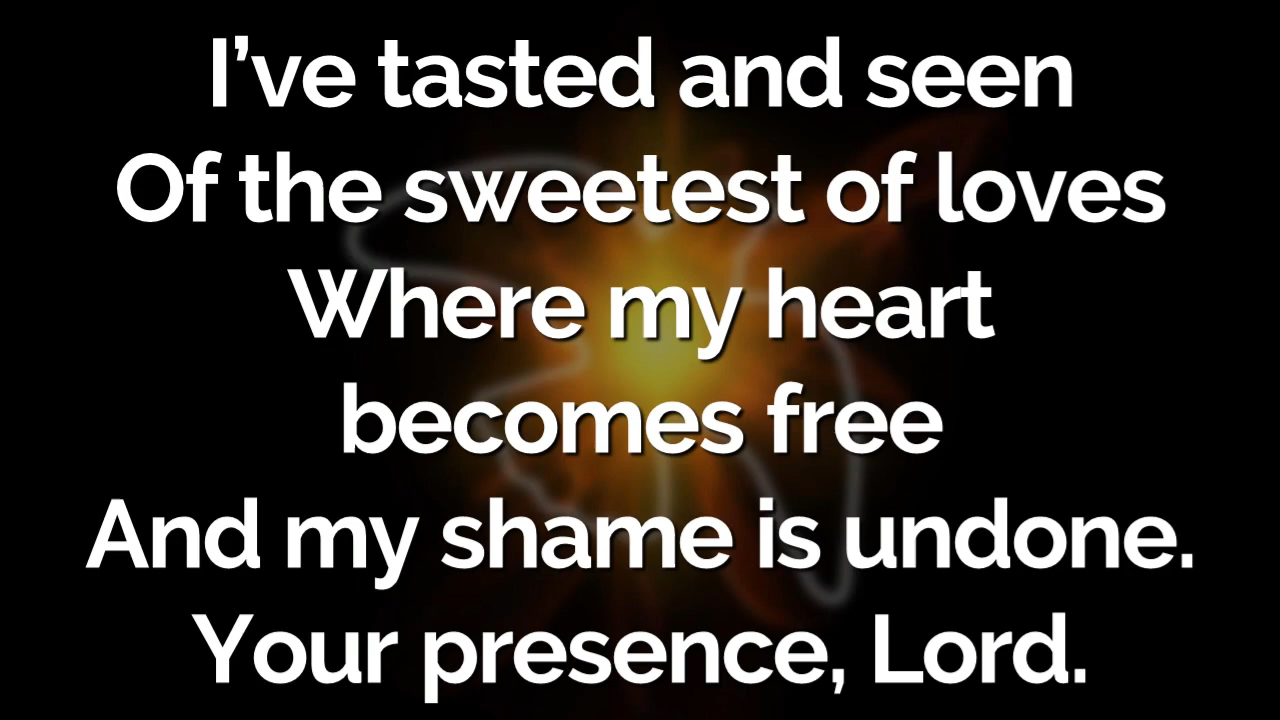 I’ve tasted and seen
Of the sweetest of loves
Where my heart
becomes free
And my shame is undone.
Your presence, Lord.